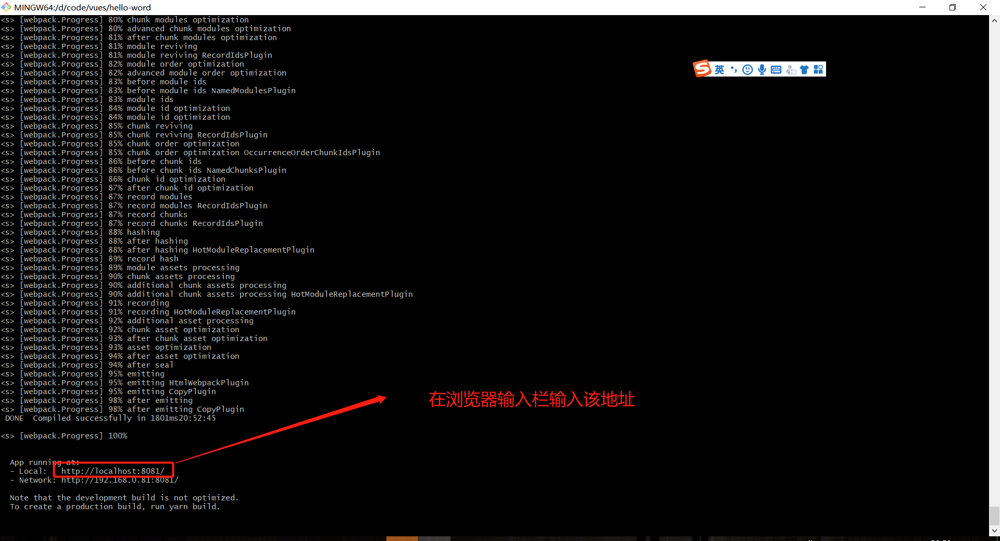 MINGW64:/d/code/vues/hello-word
<s> [webpack.Progress] 80% chunk modules optimization
<s> [webpack.Progress] 80% advanced chunk modules optimization
<s> [webpack.Progress] 81% after chunk modules optimization
<s> [webpack.Progress] 81% module reviving
<s> [webpack.Progress] 81% module reviving RecordIdsPlugin
<s> [webpack.Progress] 82% module order optimization
<s> [webpack.Progress] 82% advanced module order optimization
<s> [webpack.Progress] 83% before module ids
<s> [webpack.Progress] 83% before module ids NamedModulesPlugin
<s> [webpack.Progress] 83% module ids
<s> [webpack.Progress] 84% module id optimization
<s> [webpack.Progress] 84% module id optimization
<s> [webpack.Progress] 85% chunk reviving
<s> [webpack.Progress] 85% chunk reviving RecordIdsPlugin
<s> [webpack.Progress] 85% chunk order optimization
<s> [webpack.Progress] 85% chunk order optimization OccurrenceOrderChunkIdsPlugin
<s> [webpack.Progress] 86% before chunk ids
<s> [webpack.Progress] 86% before chunk ids NamedChunksPlugin
<s> [webpack.Progress] 86% chunk id optimization
<s> [webpack.Progress] 87% after chunk id optimization
<s> [webpack.Progress] 87% record modules
<s> [webpack.Progress] 87% record modules RecordIdsPlugin
<s> [webpack.Progress] 87% record chunks
<s> [webpack.Progress] 87% record chunks RecordIdsPlugin
<s> [webpack.Progress] 88% hashing
<s> [webpack.Progress] 88% after hashing
<s> [webpack.Progress] 88% after hashing HotModuleReplacementPlugin
<s> [webpack.Progress] 89% record hash
<s> [webpack.Progress] 89% module assets processing
<s> [webpack.Progress] 90% chunk assets processing
<s> [webpack.Progress] 90% additional chunk assets processing
<s> [webpack.Progress] 90% additional chunk assets processing HotModuleReplacementPlugin
<s> [webpack.Progress] 91% recording
<s> [webpack.Progress] 91% recording HotModuleReplacementPlugin
<s> [webpack.Progress] 92% additional asset processing
<s> [webpack.Progress] 92% chunk asset optimization
<s> [webpack.Progress] 93% after chunk asset optimization
<s> [webpack.Progress] 93% asset optimization
<s> [webpack.Progress] 94% after asset optimization
<s> [webpack.Progress] 94% after seal
<s> [webpack.Progress] 95% emitting
<s> [webpack.Progress] 95% emitting HtmlWebpackPlugin
<s> [webpack.Progress] 95% emitting CopyPlugin
<s> [webpack.Progress] 98% after emitting
<s> [webpack.Progress] 98% after emitting CopyPlugin
DONE  Compiled successfully in 1801ms20:52:45
<s> [webpack.Progress] 100%
App running at:
- Local:   http://localhost:8081/
- Network: http://192.168.0.81:8081/
Note that the development build is not optimized.
To create a production build, run yarn build.
英
在浏览器输入栏输入该地址